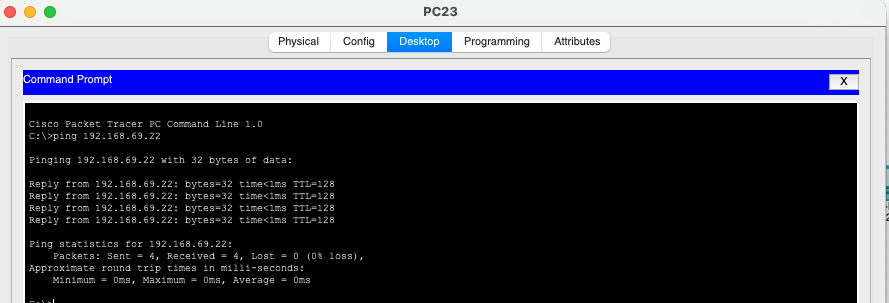 PC23
Physical Config Desktop Programming Attributes
Command Prompt
X
Cisco Packet Tracer PC Command Line 1.0
C:\>ping 192.168.69.22
Pinging 192.168.69.22 with 32 bytes of data:
Reply from 192.168.69.22: bytes=32 time<1ms TTL=128
Reply from 192.168.69.22: bytes=32 time<1ms TTL=128
Reply from 192.168.69.22: bytes=32 time<1ms TTL=128
Reply from 192.168.69.22: bytes=32 time<1ms TTL=128
Ping statistics for 192.168.69.22:
Packets: Sent = 4, Received = 4, Lost = 0 (0% loss),
Approximate round trip times in milli-seconds:
Minimum = 0ms, Maximum = 0ms, Average = 0ms